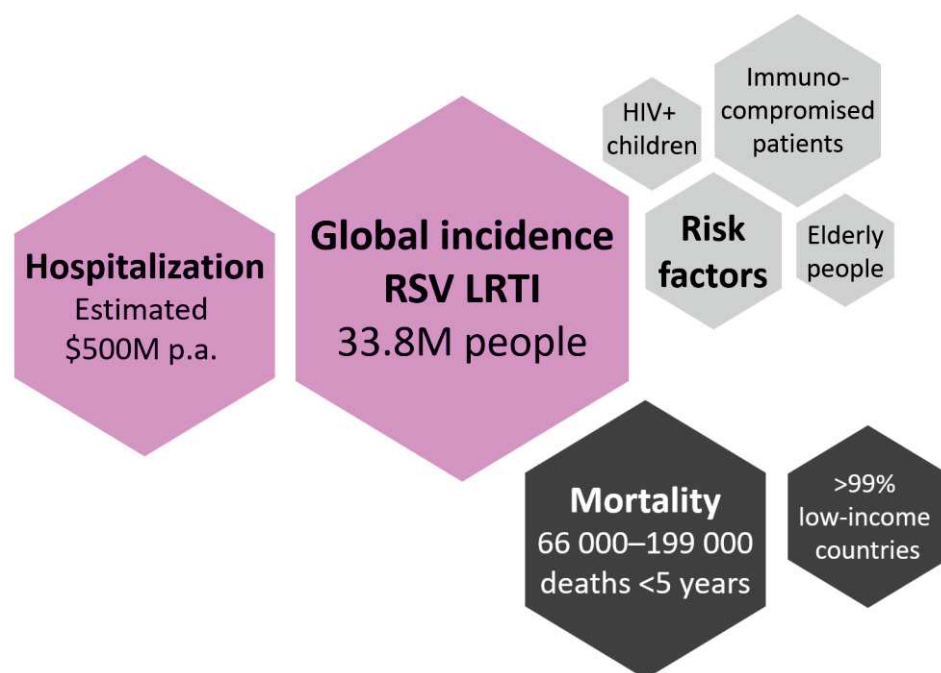 Hospitalization
Estimated
$500M p.a.
Global incidence
RSV LRTI
33.8M people
HIV+
children
Immuno-
compromised
patients
Risk
factors
Elderly
people
Mortality
66 000–199 000
deaths <5 years
>99%
low-income
countries